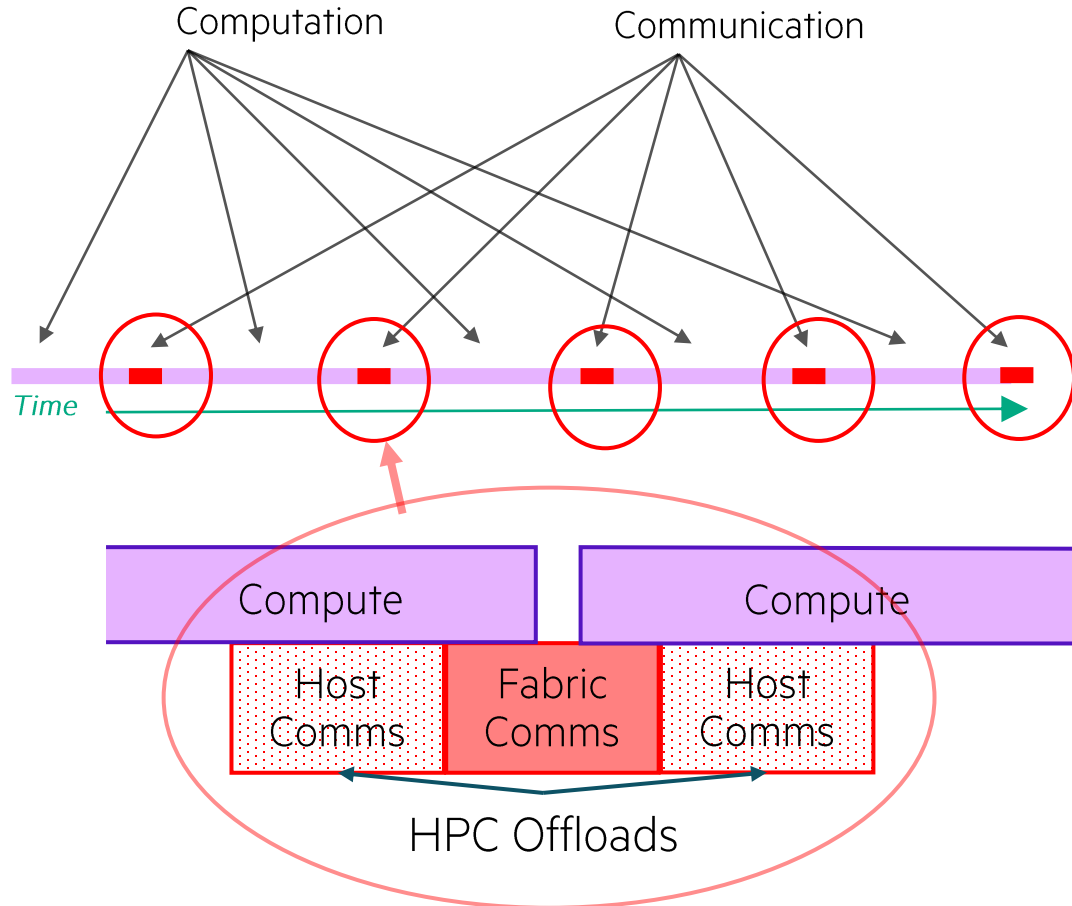 Computation
Communication
Time
Compute
Compute
Host
Comms
Fabric
Comms
Host
Comms
HPC Offloads